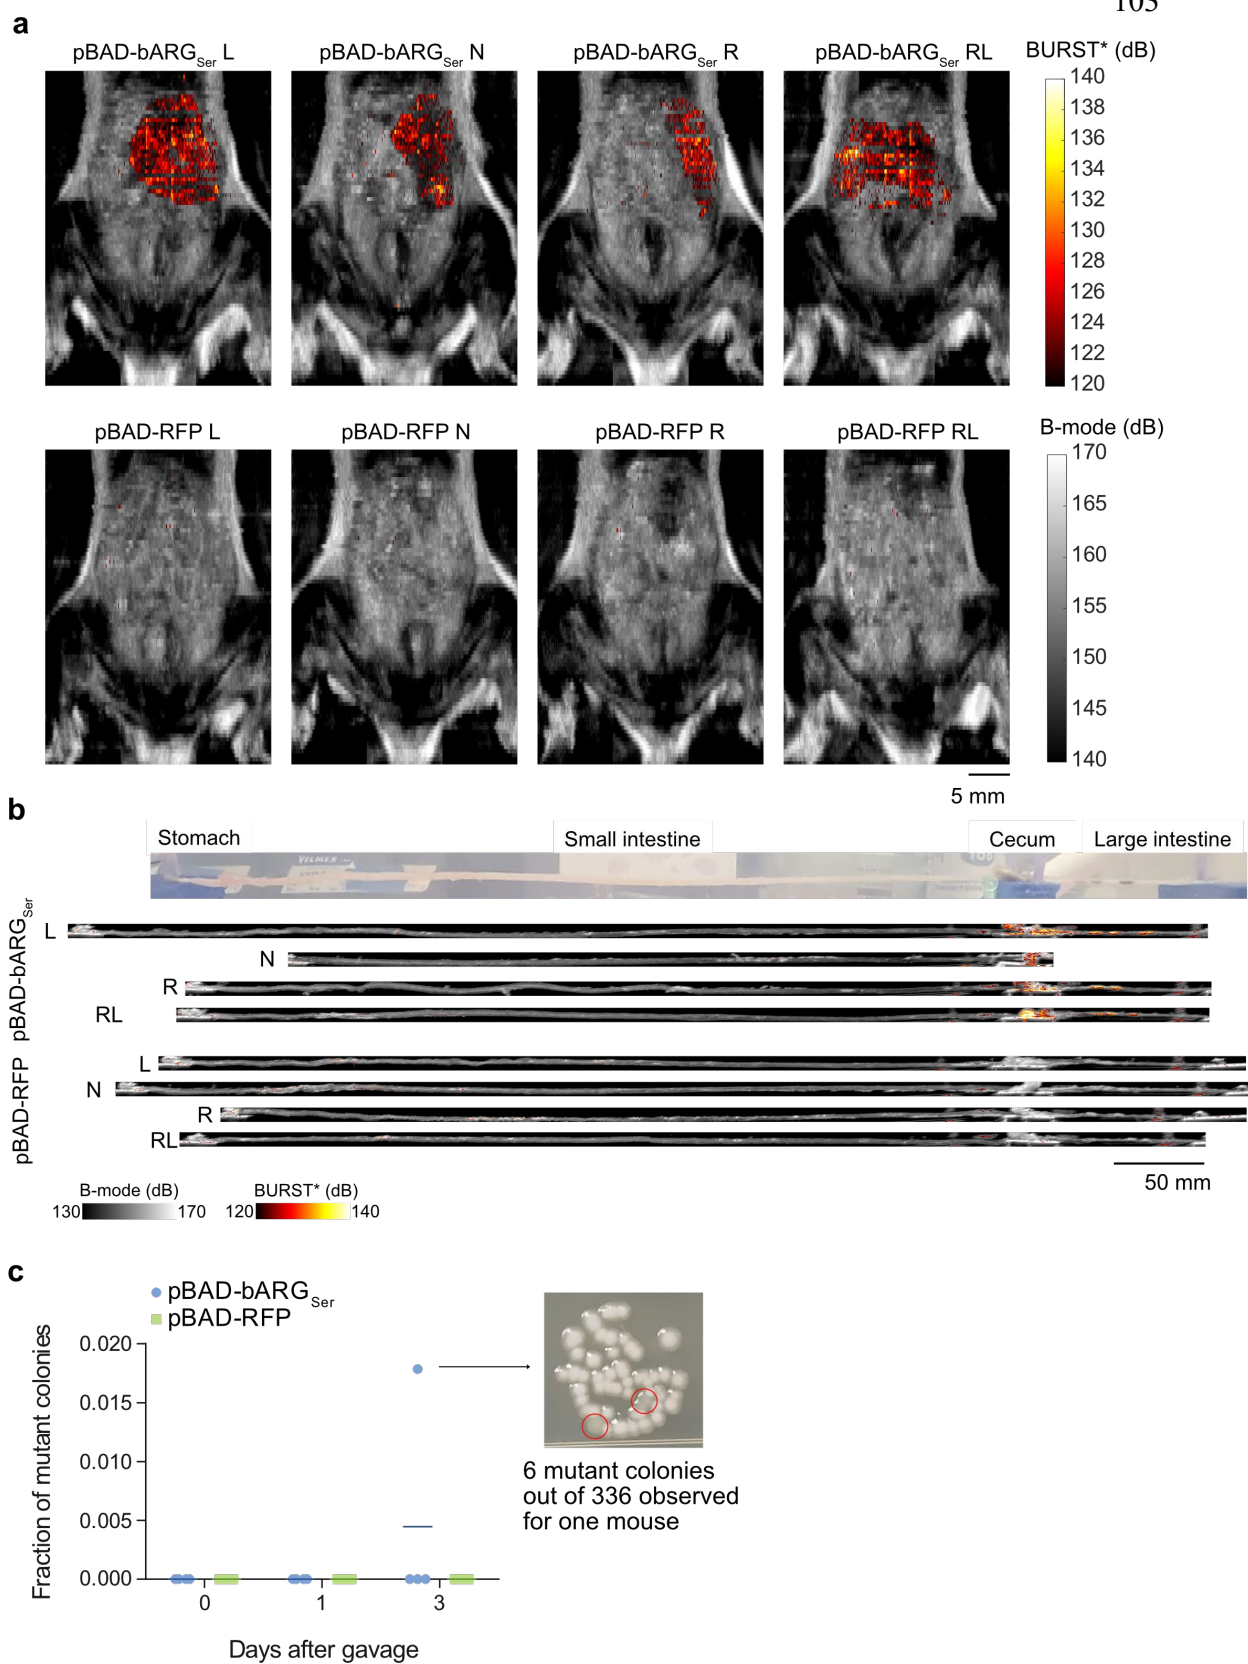 103
a
pBAD-bARGSer L
pBAD-bARGSer N
pBAD-bARGSer R
pBAD-bARGSer RL
BURST* (dB)
140
138
136
134
132
130
128
126
124
122
120
pBAD-RFP L
pBAD-RFP N
pBAD-RFP R
pBAD-RFP RL
B-mode (dB)
170
165
160
155
150
145
140
5 mm
b
Stomach
Small intestine
Cecum
Large intestine
pBAD-bARGSer
L
N
R
RL
pBAD-RFP
L
N
R
RL
50 mm
B-mode (dB)
130
170
BURST* (dB)
120
140
c
pBAD-bARGSer
pBAD-RFP
Fraction of mutant colonies
0.020
0.015
0.010
0.005
0.000
0
1
3
Days after gavage
6 mutant colonies
out of 336 observed
for one mouse